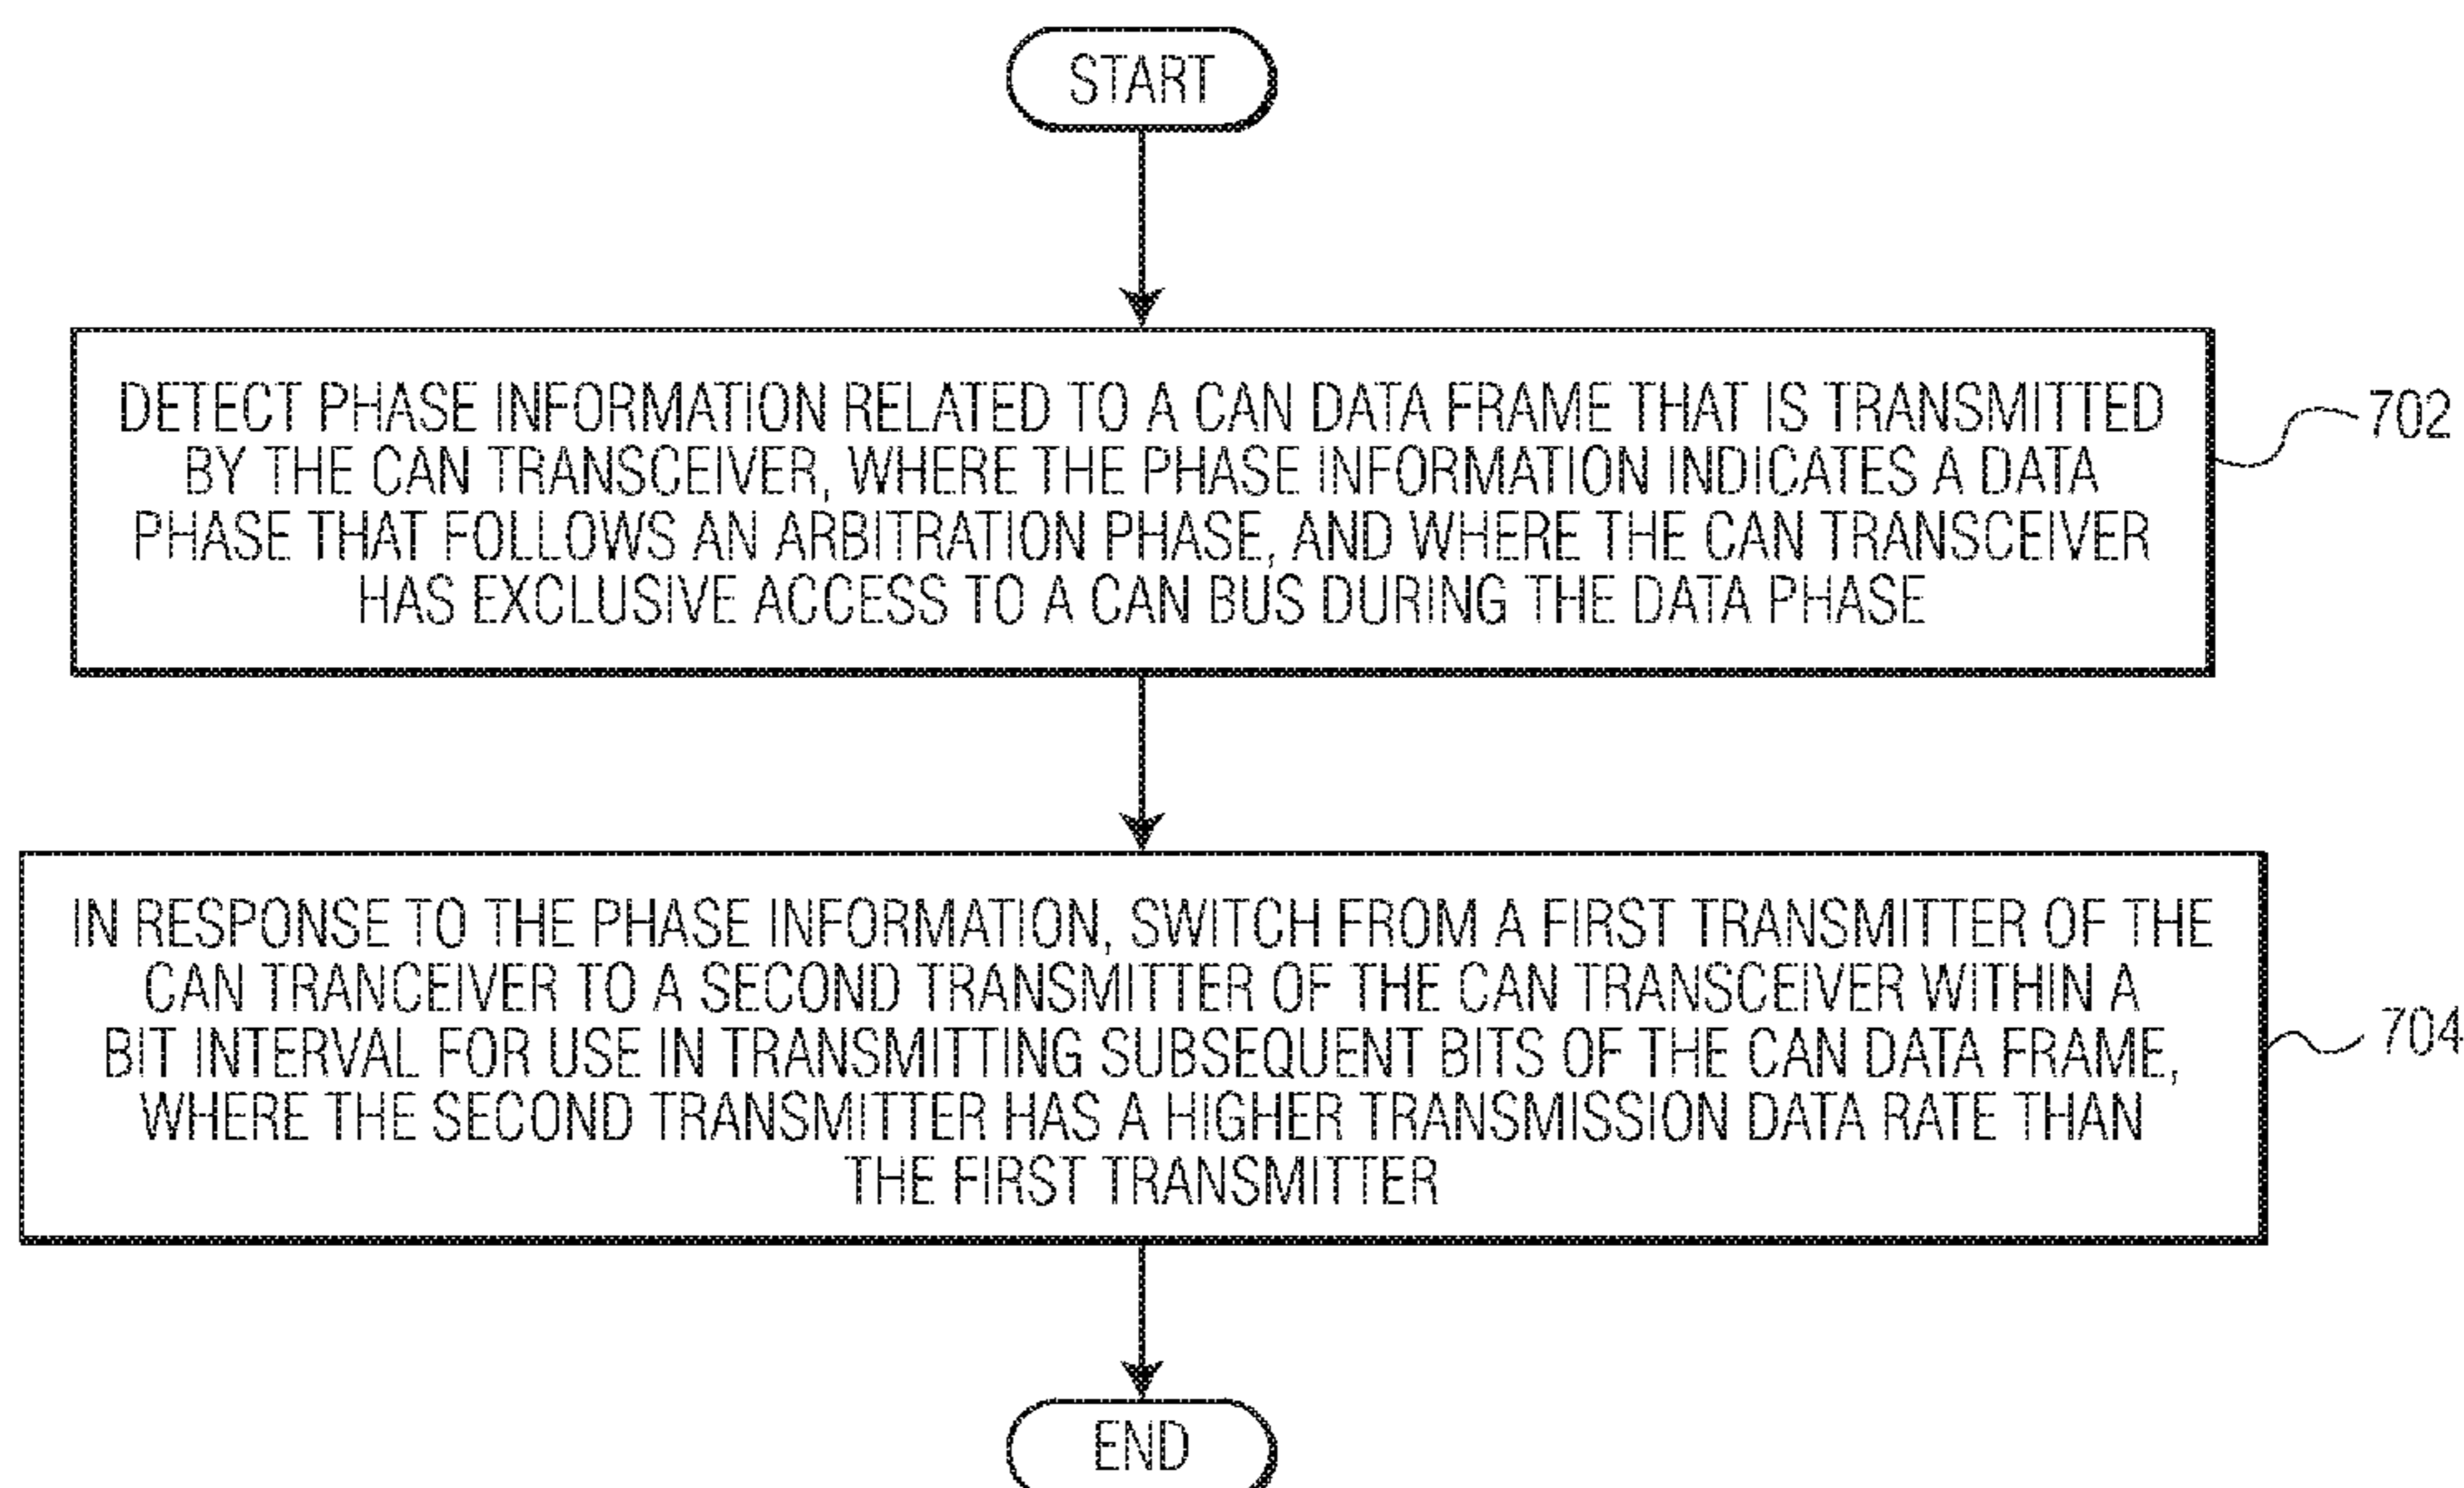 START
DETECT PHASE INFORMATION RELATED TO A CAN DATA FRAME THAT IS TRANSMITTED
BY THE CAN TRANSCEIVER, WHERE THE PHASE INFORMATION INDICATES A DATA
PHASE THAT FOLLOWS AN ARBITRATION PHASE, AND WHERE THE CAN TRANSCEIVER
HAS EXCLUSIVE ACCESS TO A CAN BUS DURING THE DATA PHASE
702
IN RESPONSE TO THE PHASE INFORMATION, SWITCH FROM A FIRST TRANSMITTER OF THE
CAN TRANCEIVER TO A SECOND TRANSMITTER OF THE CAN TRANSCEIVER WITHIN A
BIT INTERVAL FOR USE IN TRANSMITTING SUBSEQUENT BITS OF THE CAN DATA FRAME,
WHERE THE SECOND TRANSMITTER HAS A HIGHER TRANSMISSION DATA RATE THAN
THE FIRST TRANSMITTER
704
END